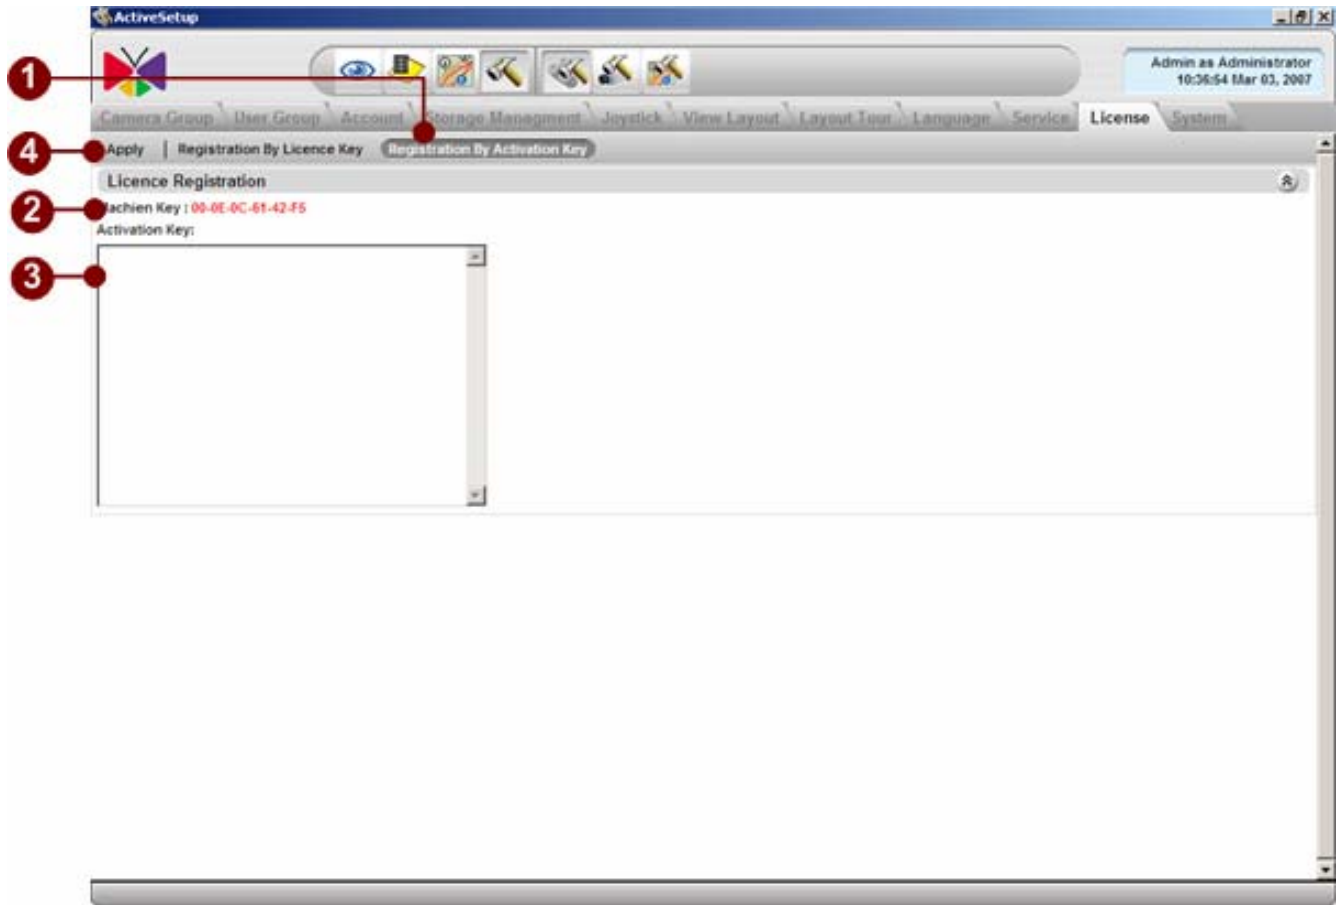 ActiveSetup
Admin as Administrator
10:36:54 Mar 03, 2007
1
Camera Group User Group Account Storage Managment Joystick View Layout Layout Tour Language Service License System
4
Apply | Registration By Licence Key Registration By Activation Key
Licence Registration
2
Machien Key : 00-0E-0C-61-42-F5
Activation Key:
3